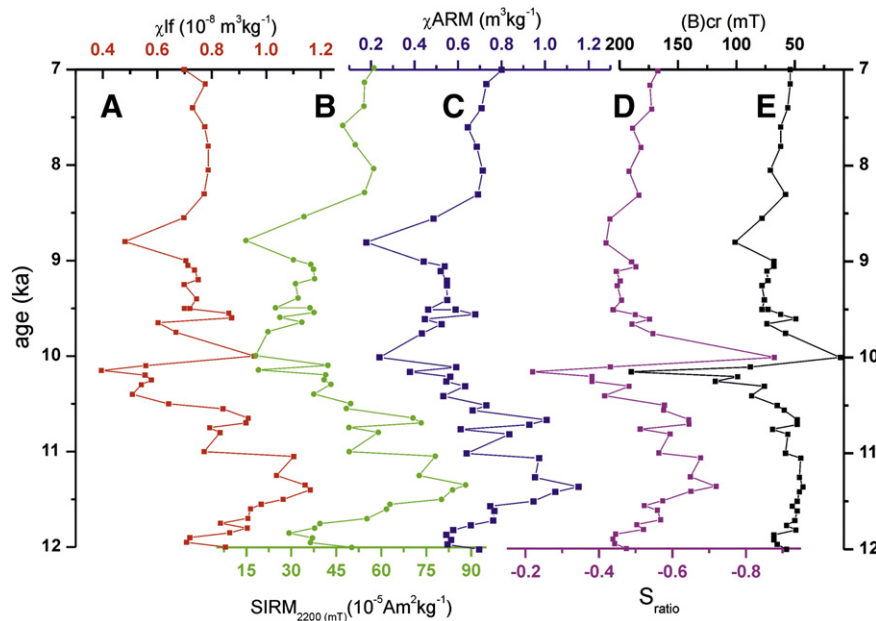 χlf (10⁻⁸ m³kg⁻¹) χARM (m³kg⁻¹) (B)cr (mT)
0.4 0.6 0.8 1.0 1.2 0.2 0.4 0.6 0.8 1.0 1.2 200 150 100 50
7 7
A B C D E
8 8
9 9
age (ka)
10 10
11 11
12 12
15 30 45 60 75 90 -0.2 -0.4 -0.6 -0.8
SIRM₂₂₀₀ ₍ₘT₎(10⁻⁵Am²kg⁻¹) Sᵣₐₜᵢₒ